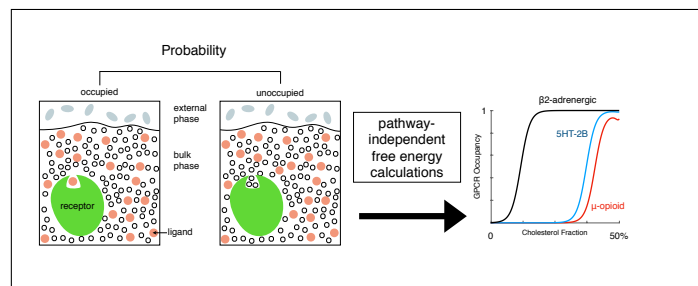 Probability
occupied
unoccupied
external
phase
bulk
phase
receptor
ligand
pathway-
independent
free energy
calculations
β2-adrenergic
1
5HT-2B
GPCR Occupancy
μ-opioid
0
Cholesterol Fraction
50%